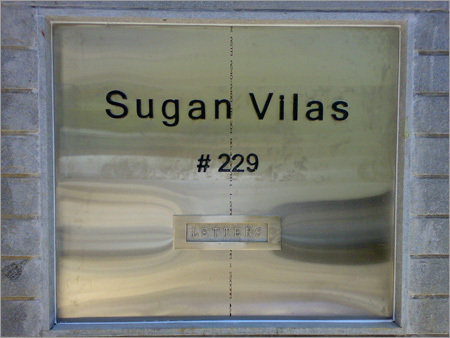 Sugan Vilas
# 229
LETTERS